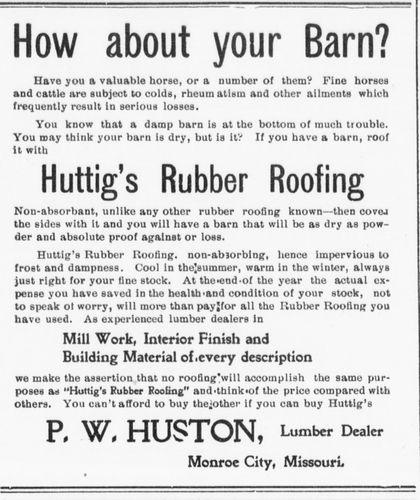 How about your Barn?
Have you a valuable horse, or a number of them? Fine horses
and cattle are subject to colds, rheumatism and other ailments which
frequently result in serious losses.
You know that a damp barn is at the bottom of much trouble.
You may think your barn is dry, but is it? If you have a barn, roof
it with
Huttig's Rubber Roofing
Non-absorbant, unlike any other rubber roofing known—then cover
the sides with it and you will have a barn that will be as dry as pow-
der and absolute proof against or loss.
Huttig's Rubber Roofing. non-absorbing, hence impervious to
frost and dampness. Cool in the summer, warm in the winter, always
just right for your fine stock. At the end of the year the actual ex-
pense you have saved in the health and condition of your stock, not
to speak of worry, will more than pay for all the Rubber Roofing you
have used. As experienced lumber dealers in
Mill Work, Interior Finish and
Building Material of every description
we make the assertion that no roofing will accomplish the same pur-
poses as "Huttig's Rubber Roofing" and think of the price compared with
others. You can't afford to buy the other if you can buy Huttig's
P. W. HUSTON, Lumber Dealer
Monroe City, Missouri.